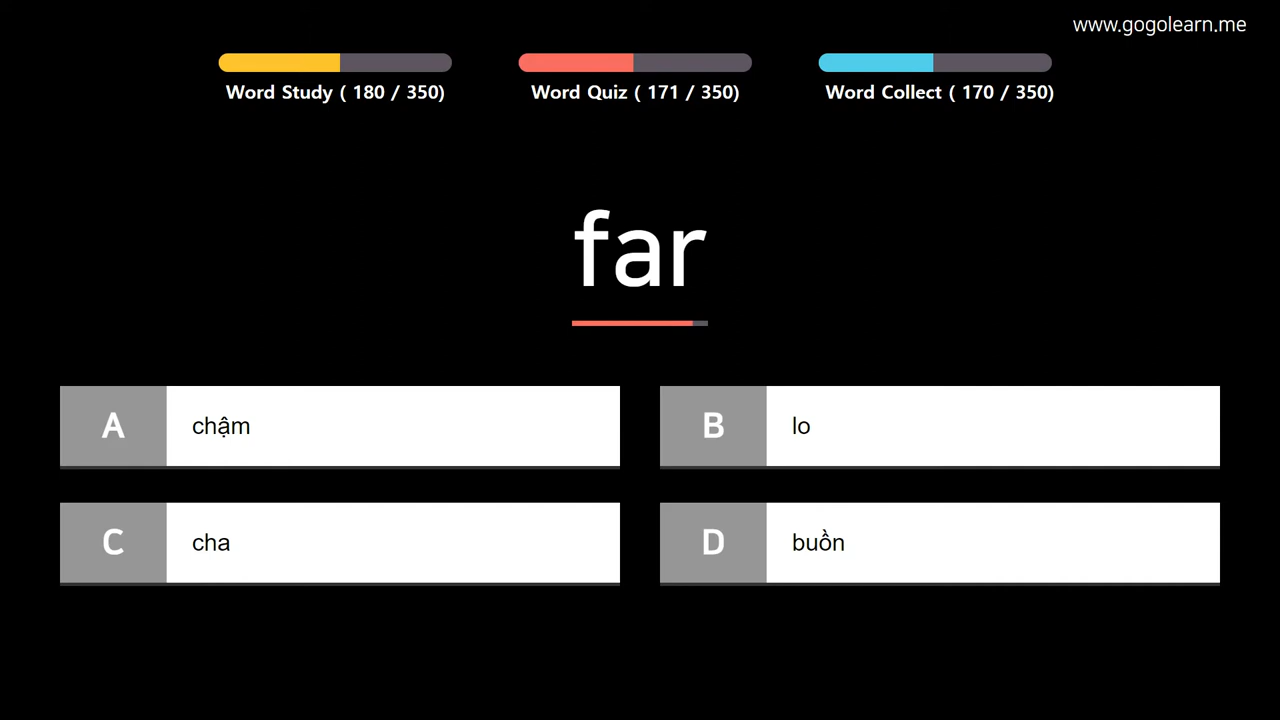 www.gogolearn.me
Word Study ( 180 / 350)
Word Quiz ( 171 / 350)
Word Collect ( 170 / 350)
far
A chậm
B lo
C cha
D buồn